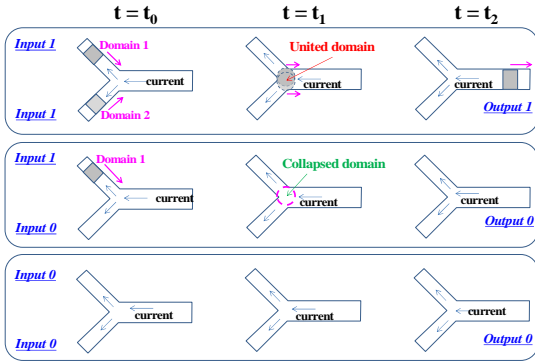 t = t0 t = t1 t = t2
Input 1 Domain 1 United domain
current current current
Input 1 Domain 2 Output 1
Input 1 Domain 1 Collapsed domain
current current current
Input 0 Output 0
Input 0
current current current
Input 0 Output 0